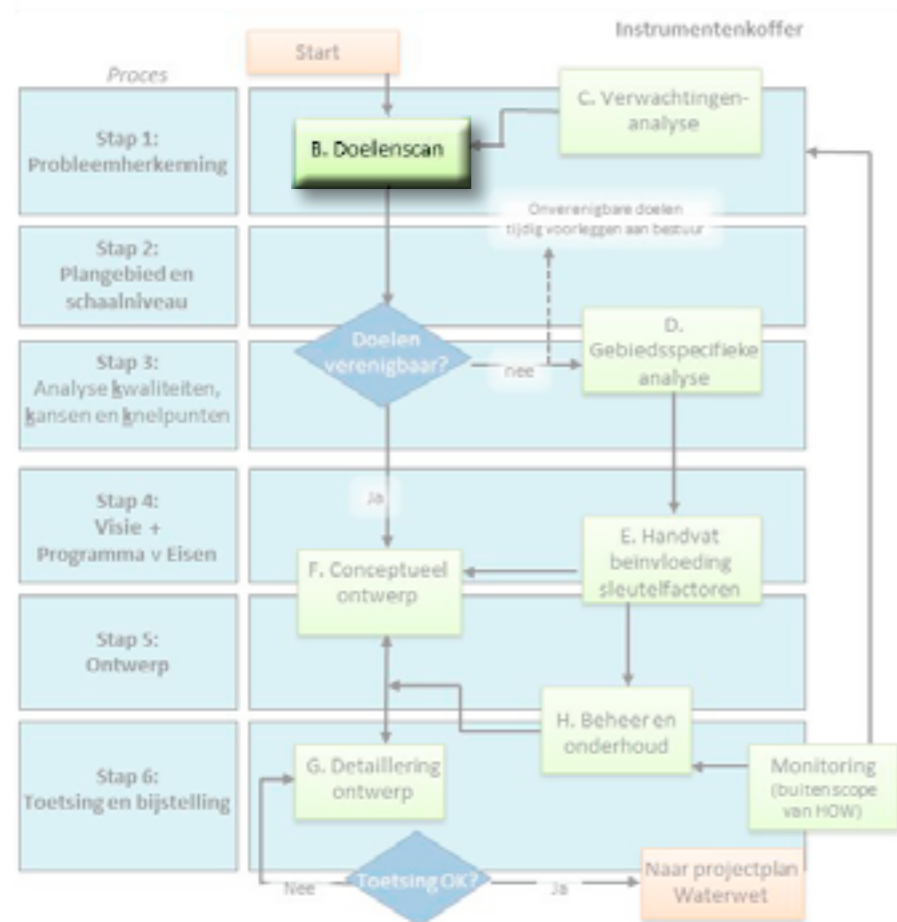 Instrumentenkoffer
Start
Proces
C. Verwachtingen-
analyse
Stap 1:
Probleemherkenning
B. Doelenscan
Onverenigbare doelen
tijdig voorleggen aan bestuur
Stap 2:
Plangebied en
schaalniveau
Doelen
verenigbaar?
nee
D.
Gebiedsspecifieke
analyse
Stap 3:
Analyse kwaliteiten,
kansen en knelpunten
Ja
Stap 4:
Visie +
Programma v Eisen
E. Handvat
beïnvloeding
sleutelfactoren
F. Conceptueel
ontwerp
Stap 5:
Ontwerp
H. Beheer en
onderhoud
G. Detaillering
ontwerp
Monitoring
(buiten scope
van HOW)
Stap 6:
Toetsing en bijstelling
Toetsing OK?
Nee
Ja
Naar projectplan
Waterwet